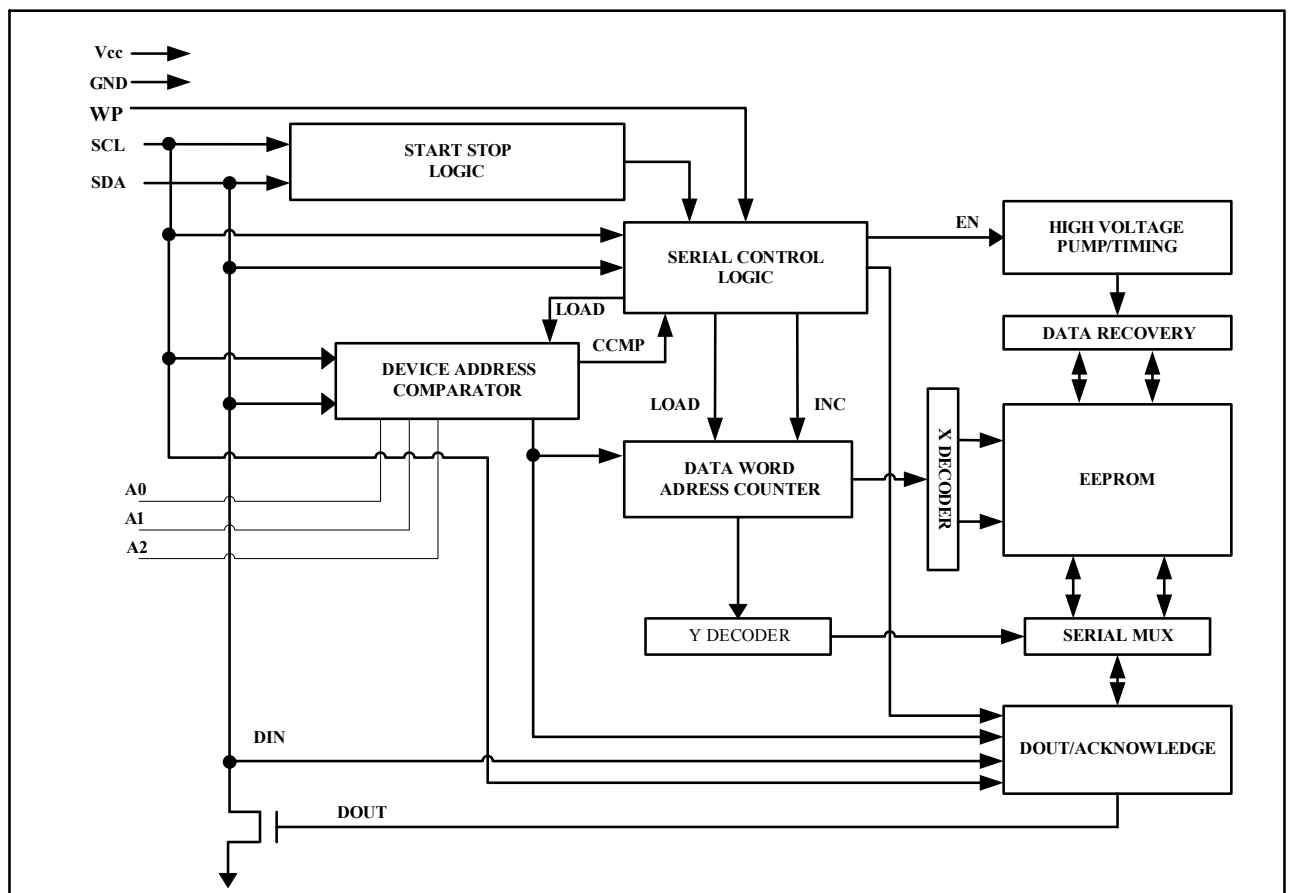 Vcc
GND
WP
SCL
SDA
START STOP
LOGIC
SERIAL CONTROL
LOGIC
EN
HIGH VOLTAGE
PUMP/TIMING
LOAD
CCMP
DATA RECOVERY
DEVICE ADDRESS
COMPARATOR
LOAD
INC
X DECODER
EEPROM
DATA WORD
ADRESS COUNTER
A0
A1
A2
Y DECODER
SERIAL MUX
DIN
DOUT/ACKNOWLEDGE
DOUT